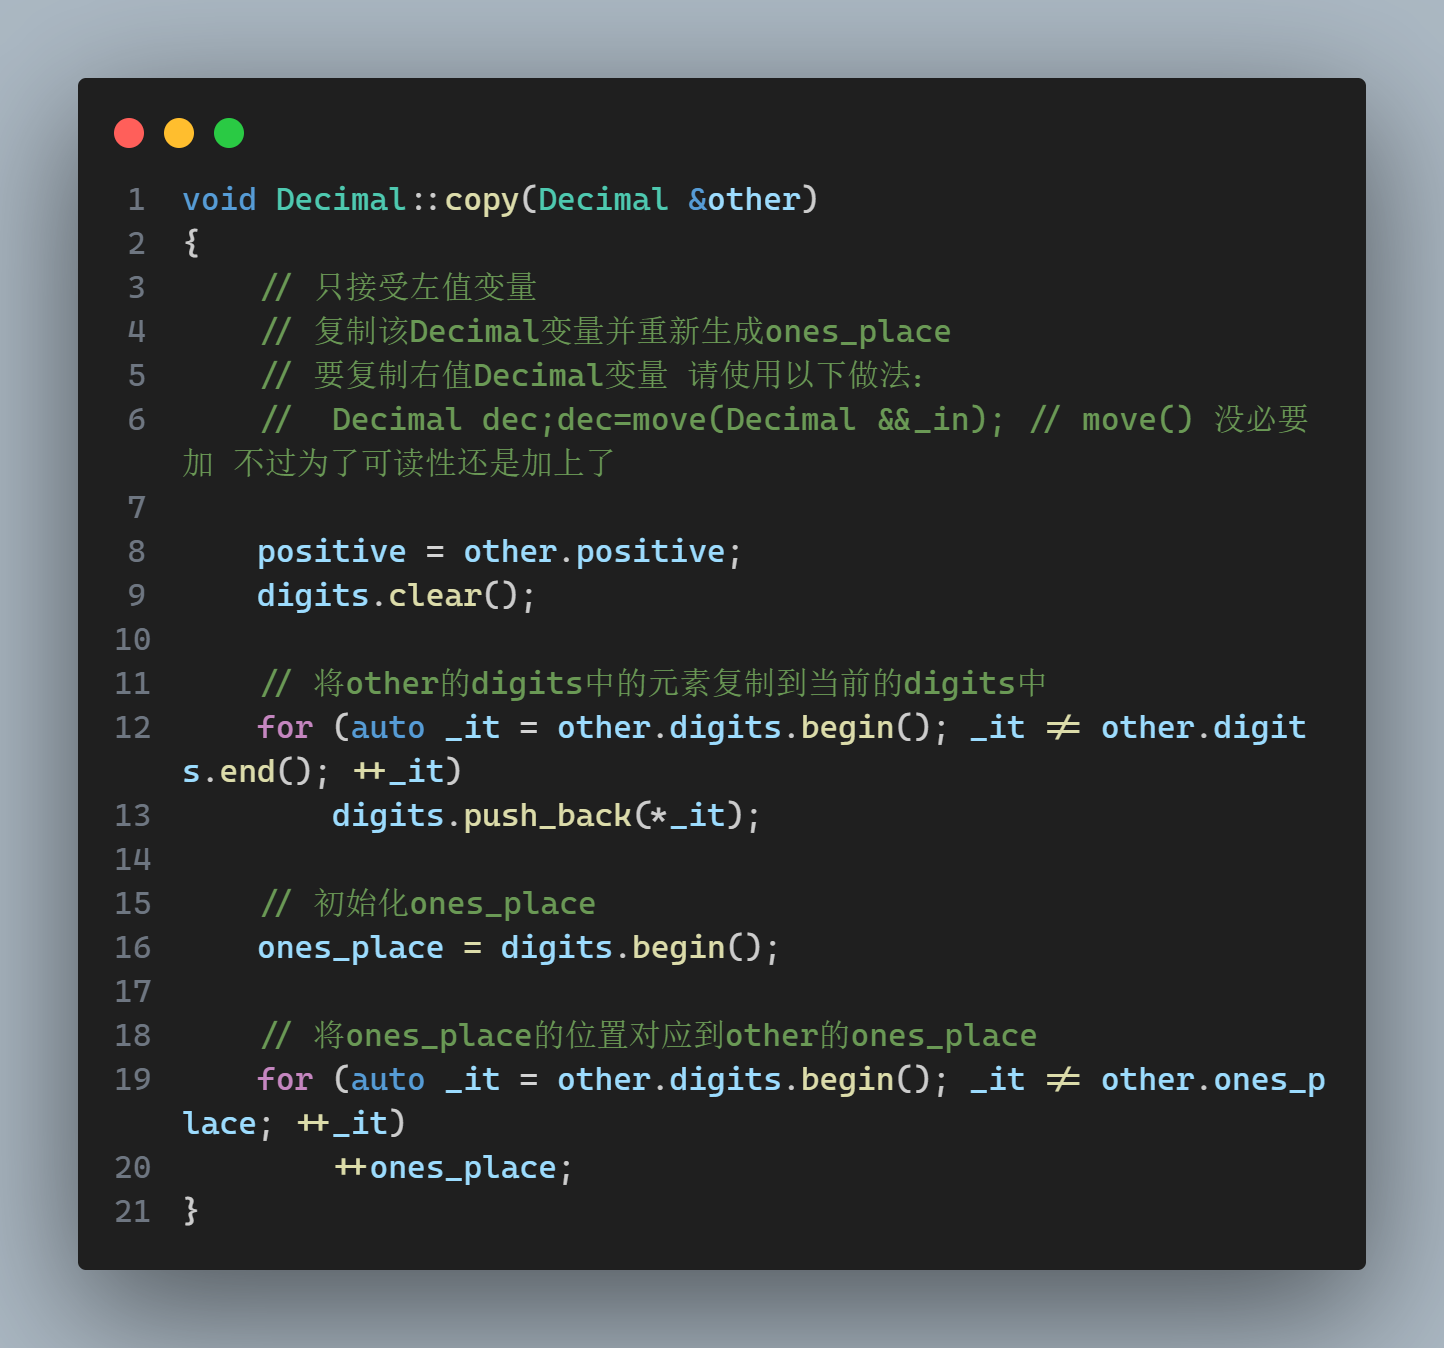 1 void Decimal::copy(Decimal &other)
2 {
3 // 只接受左值变量
4 // 复制该Decimal变量并重新生成ones_place
5 // 要复制右值Decimal变量 请使用以下做法：
6 //  Decimal dec;dec=move(Decimal &&_in); // move() 没必要
加 不过为了可读性还是加上了
7
8 positive = other.positive;
9 digits.clear();
10
11 // 将other的digits中的元素复制到当前的digits中
12 for (auto _it = other.digits.begin(); _it != other.digit
s.end(); ++_it)
13 digits.push_back(*_it);
14
15 // 初始化ones_place
16 ones_place = digits.begin();
17
18 // 将ones_place的位置对应到other的ones_place
19 for (auto _it = other.digits.begin(); _it != other.ones_p
lace; ++_it)
20 ++ones_place;
21 }